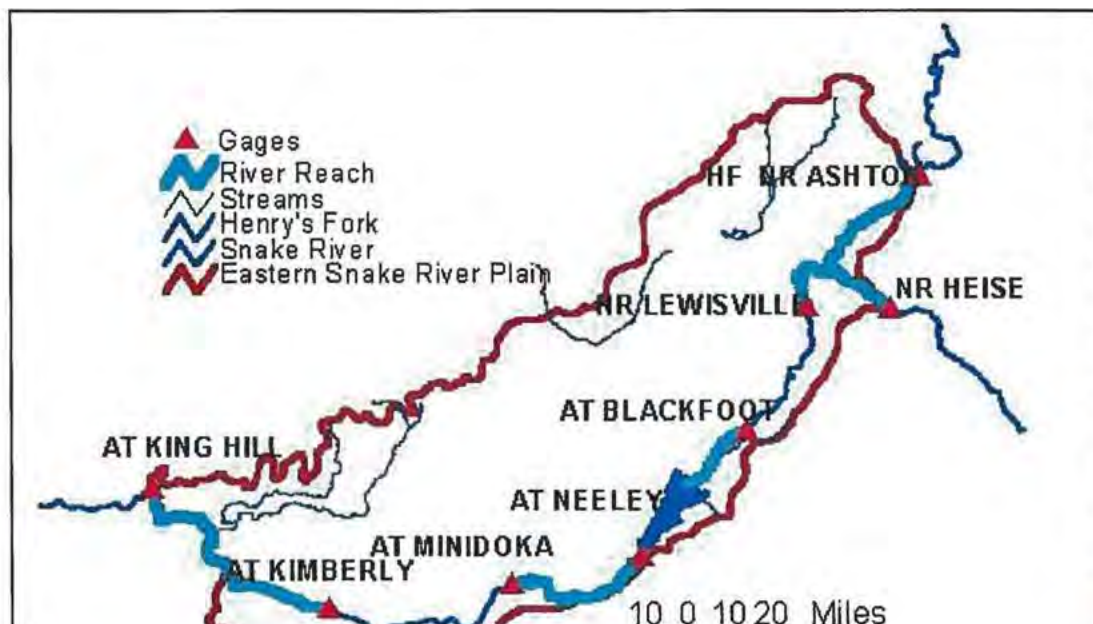 Gages
River Reach
Streams
Henry's Fork
Snake River
Eastern Snake River Plain
HF NR ASHTON
NR LEWISVILLE
NR HEISE
AT BLACKFOOT
AT KING HILL
AT NEELEY
AT MINIDOKA
AT KIMBERLY
10 0 10 20 Miles